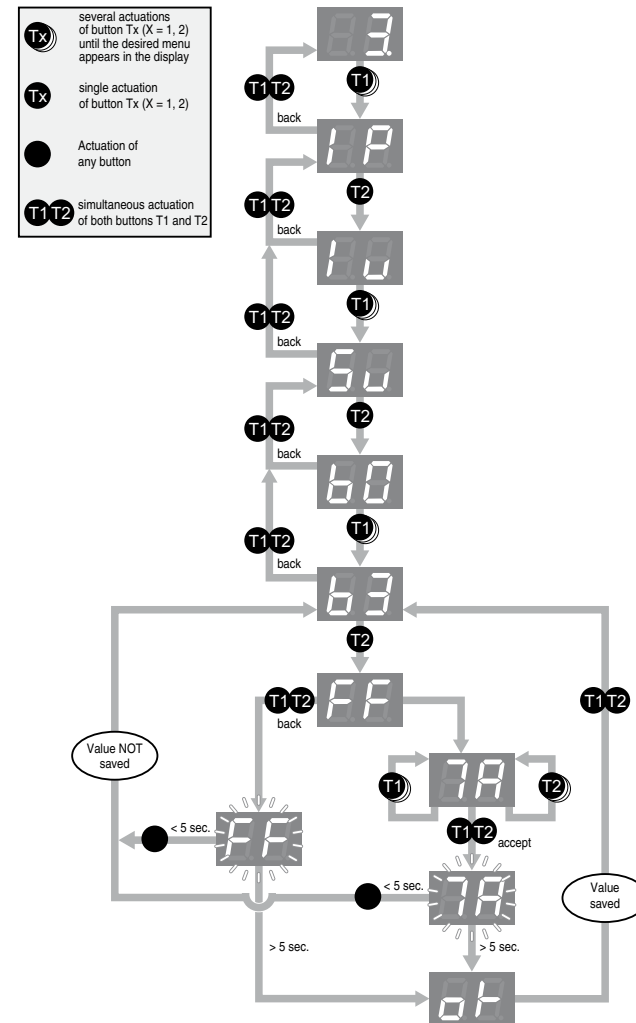 Tx
several actuations
of button Tx (X = 1, 2)
until the desired menu
appears in the display
Tx
single actuation
of button Tx (X = 1, 2)
Actuation of
any button
T1 T2
simultaneous actuation
of both buttons T1 and T2
3.
T1
T1 T2
back
IP
T2
T1 T2
back
Iu
T1
T1 T2
back
Su
T2
T1 T2
back
b0
T1
T1 T2
back
b3
T2
FF
T1 T2
back
T1 T2
Value NOT
saved
7A
T1
T2
T1 T2
accept
FF
< 5 sec.
7A
< 5 sec.
Value
saved
> 5 sec.
> 5 sec.
ok